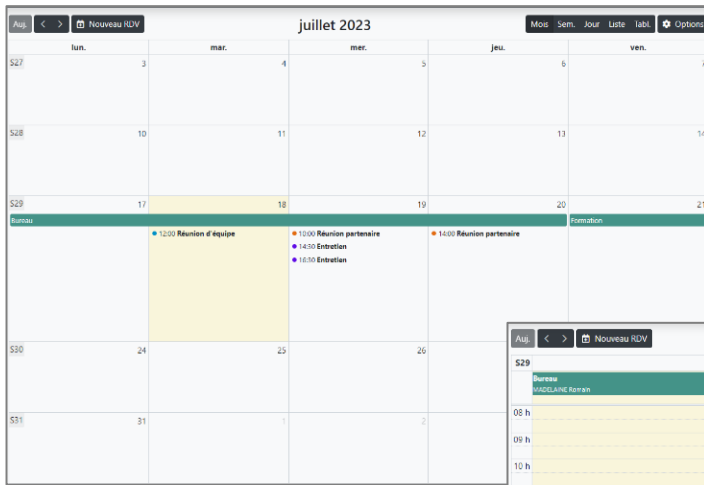 Auj. < > Nouveau RDV juillet 2023 Mois Sem. Jour Liste Tabl. Options
lun. mar. mer. jeu. ven.
S27 3 4 5 6 7
S28 10 11 12 13 14
S29 17 18 19 20 21
Bureau Formation
12:00 Réunion d'équipe 10:00 Réunion partenaire 14:00 Réunion partenaire
14:30 Entretien
16:30 Entretien
S30 24 25 26
S31 31 1 2
Auj. < > Nouveau RDV
S29
Bureau
MADELAINE Romain
08 h
09 h
10 h